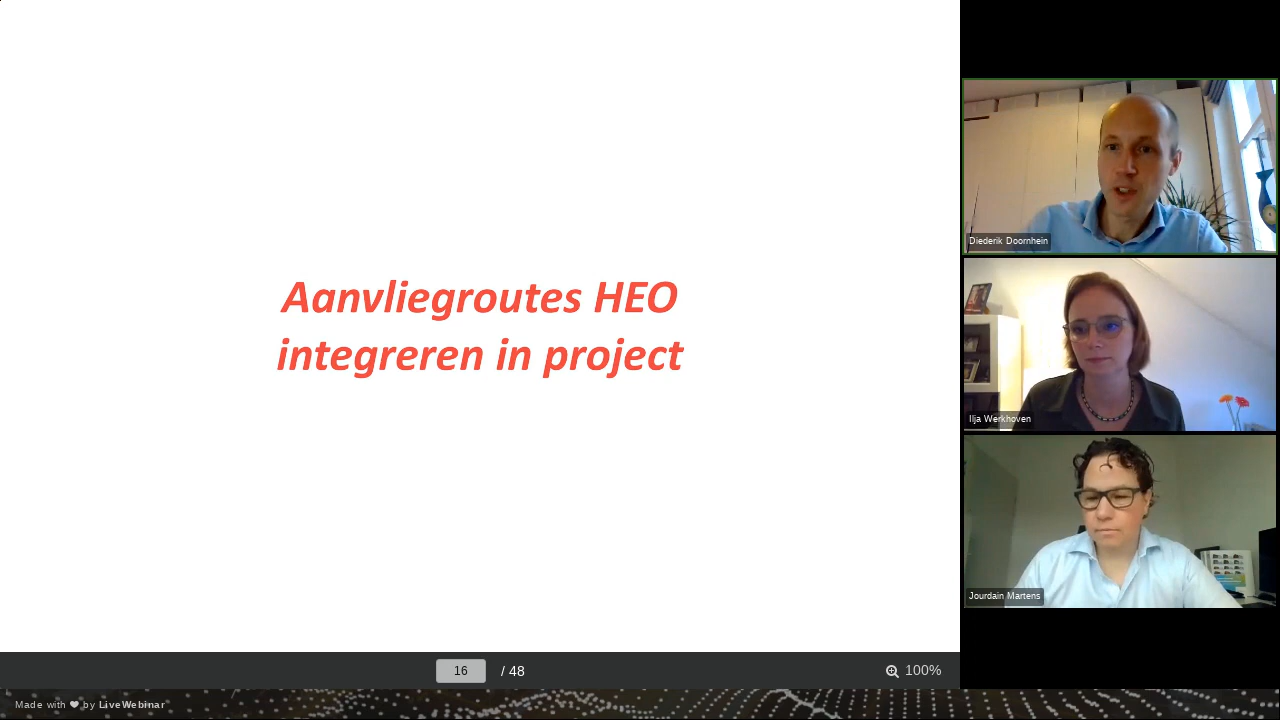 Aanvliegroutes HEO
integreren in project
Diederik Doornhein
Ilja Werkhoven
Jourdain Martens
16 / 48
100%
Made with ❤ by LiveWebinar